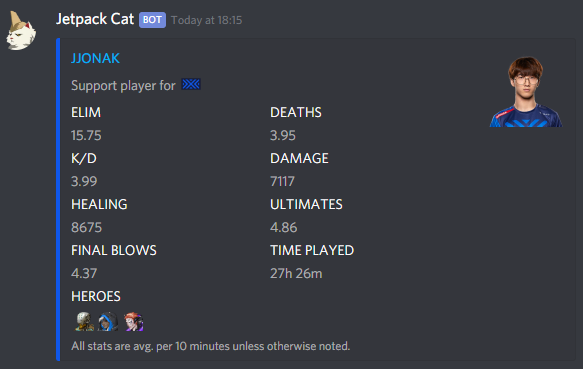 Jetpack Cat BOT Today at 18:15
JJONAK
Support player for
ELIM DEATHS
15.75 3.95
K/D DAMAGE
3.99 7117
HEALING ULTIMATES
8675 4.86
FINAL BLOWS TIME PLAYED
4.37 27h 26m
HEROES
All stats are avg. per 10 minutes unless otherwise noted.